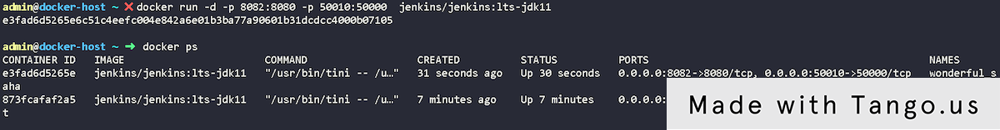 admin@docker-host ~ ✗ docker run -d -p 8082:8080 -p 50010:50000  jenkins/jenkins:lts-jdk11
e3fad6d5265e6c51c4eefc004e842a6e01b3ba77a90601b31dcdcc4000b07105
admin@docker-host ~ ➜ docker ps
CONTAINER ID   IMAGE                       COMMAND                  CREATED          STATUS          PORTS                                              NAMES
e3fad6d5265e   jenkins/jenkins:lts-jdk11   "/usr/bin/tini -- /u…"   31 seconds ago   Up 30 seconds   0.0.0.0:8082->8080/tcp, 0.0.0.0:50010->50000/tcp   wonderful_s
aha
873fcafaf2a5   jenkins/jenkins:lts-jdk11   "/usr/bin/tini -- /u…"   7 minutes ago    Up 7 minutes    0.0.0.0:
t
Made with Tango.us